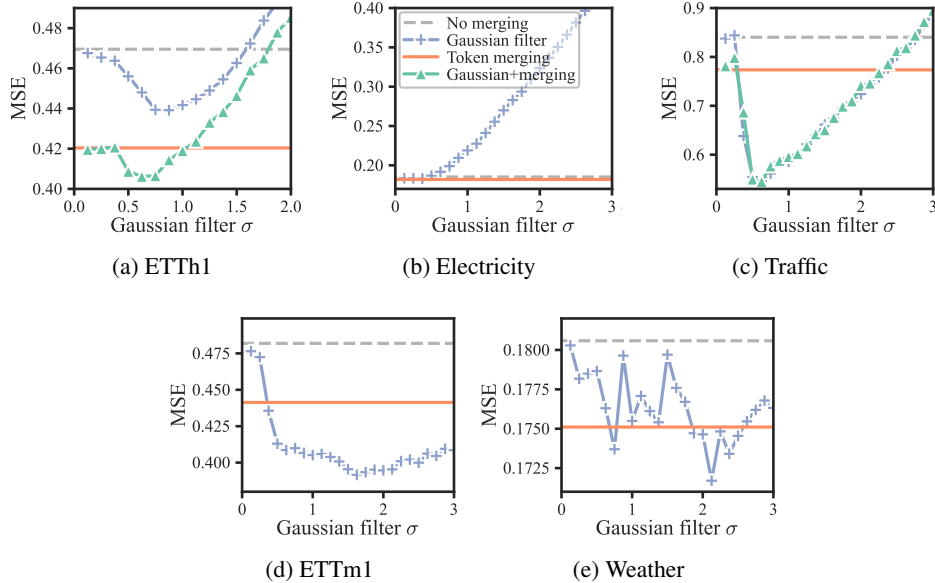 0.48
0.46
0.44
0.42
0.40
MSE
0.0 0.5 1.0 1.5 2.0
Gaussian filter σ
(a) ETTh1
0.40
0.35
0.30
0.25
0.20
MSE
No merging
Gaussian filter
Token merging
Gaussian+merging
0 1 2 3
Gaussian filter σ
(b) Electricity
0.9
0.8
0.7
0.6
MSE
0 1 2 3
Gaussian filter σ
(c) Traffic
0.475
0.450
0.425
0.400
MSE
0 1 2 3
Gaussian filter σ
(d) ETTm1
0.1800
0.1775
0.1750
0.1725
MSE
0 1 2 3
Gaussian filter σ
(e) Weather